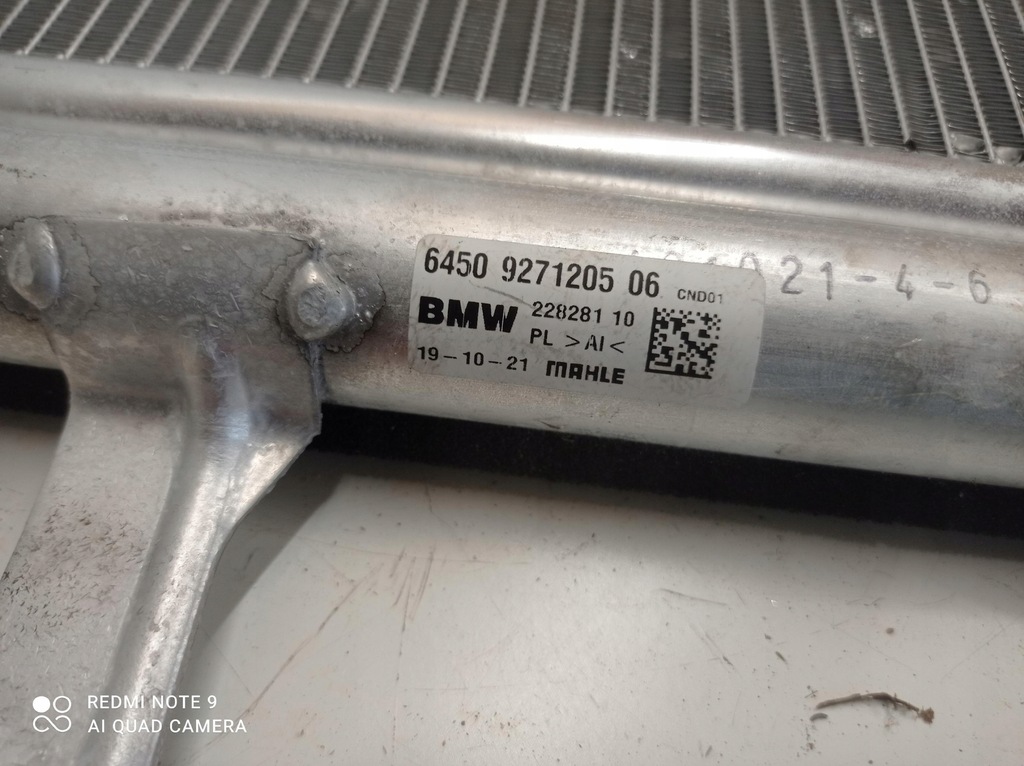 6450 9271205 06 CND01
BMW 228281 10
PL >Al<
19-10-21 MAHLE
21-4-6
REDMI NOTE 9
AI QUAD CAMERA